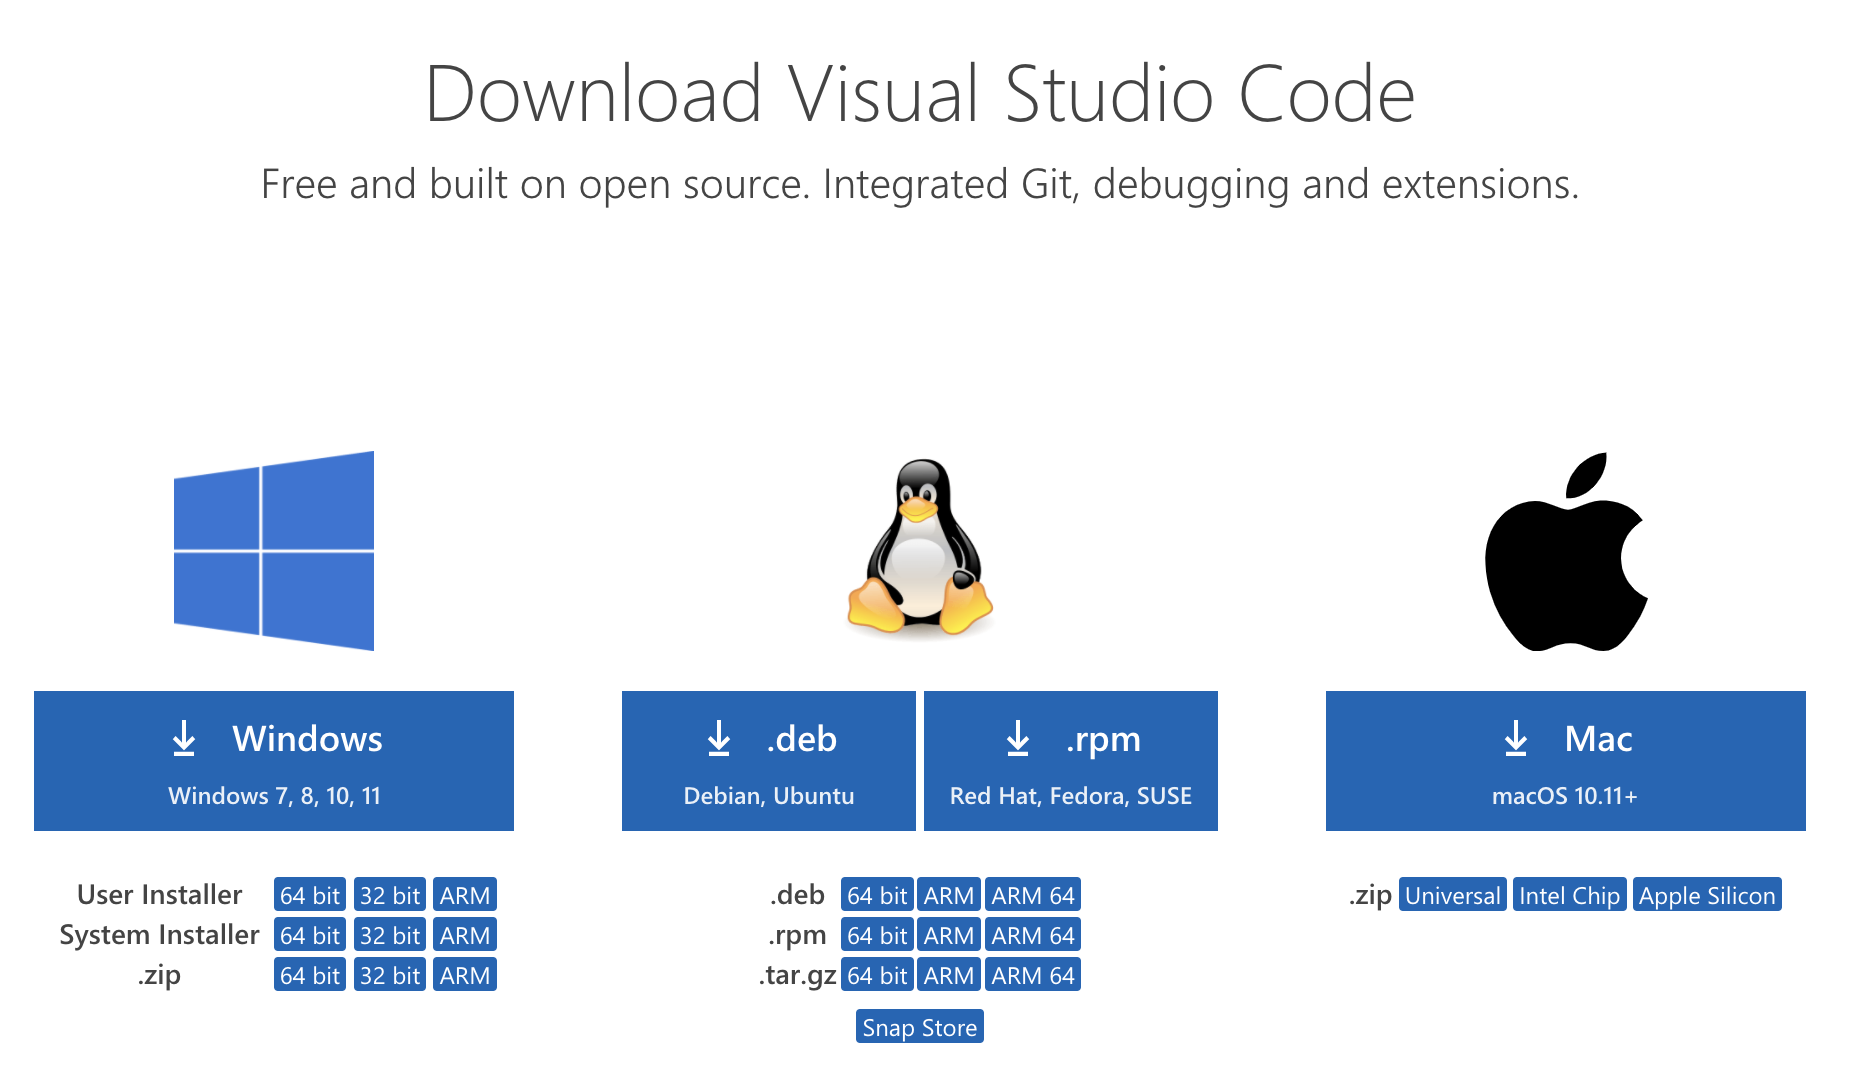 Download Visual Studio Code
Free and built on open source. Integrated Git, debugging and extensions.
Windows
Windows 7, 8, 10, 11
User Installer 64 bit 32 bit ARM
System Installer 64 bit 32 bit ARM
.zip 64 bit 32 bit ARM
.deb
Debian, Ubuntu
.rpm
Red Hat, Fedora, SUSE
.deb 64 bit ARM ARM 64
.rpm 64 bit ARM ARM 64
.tar.gz 64 bit ARM ARM 64
Snap Store
Mac
macOS 10.11+
.zip Universal Intel Chip Apple Silicon